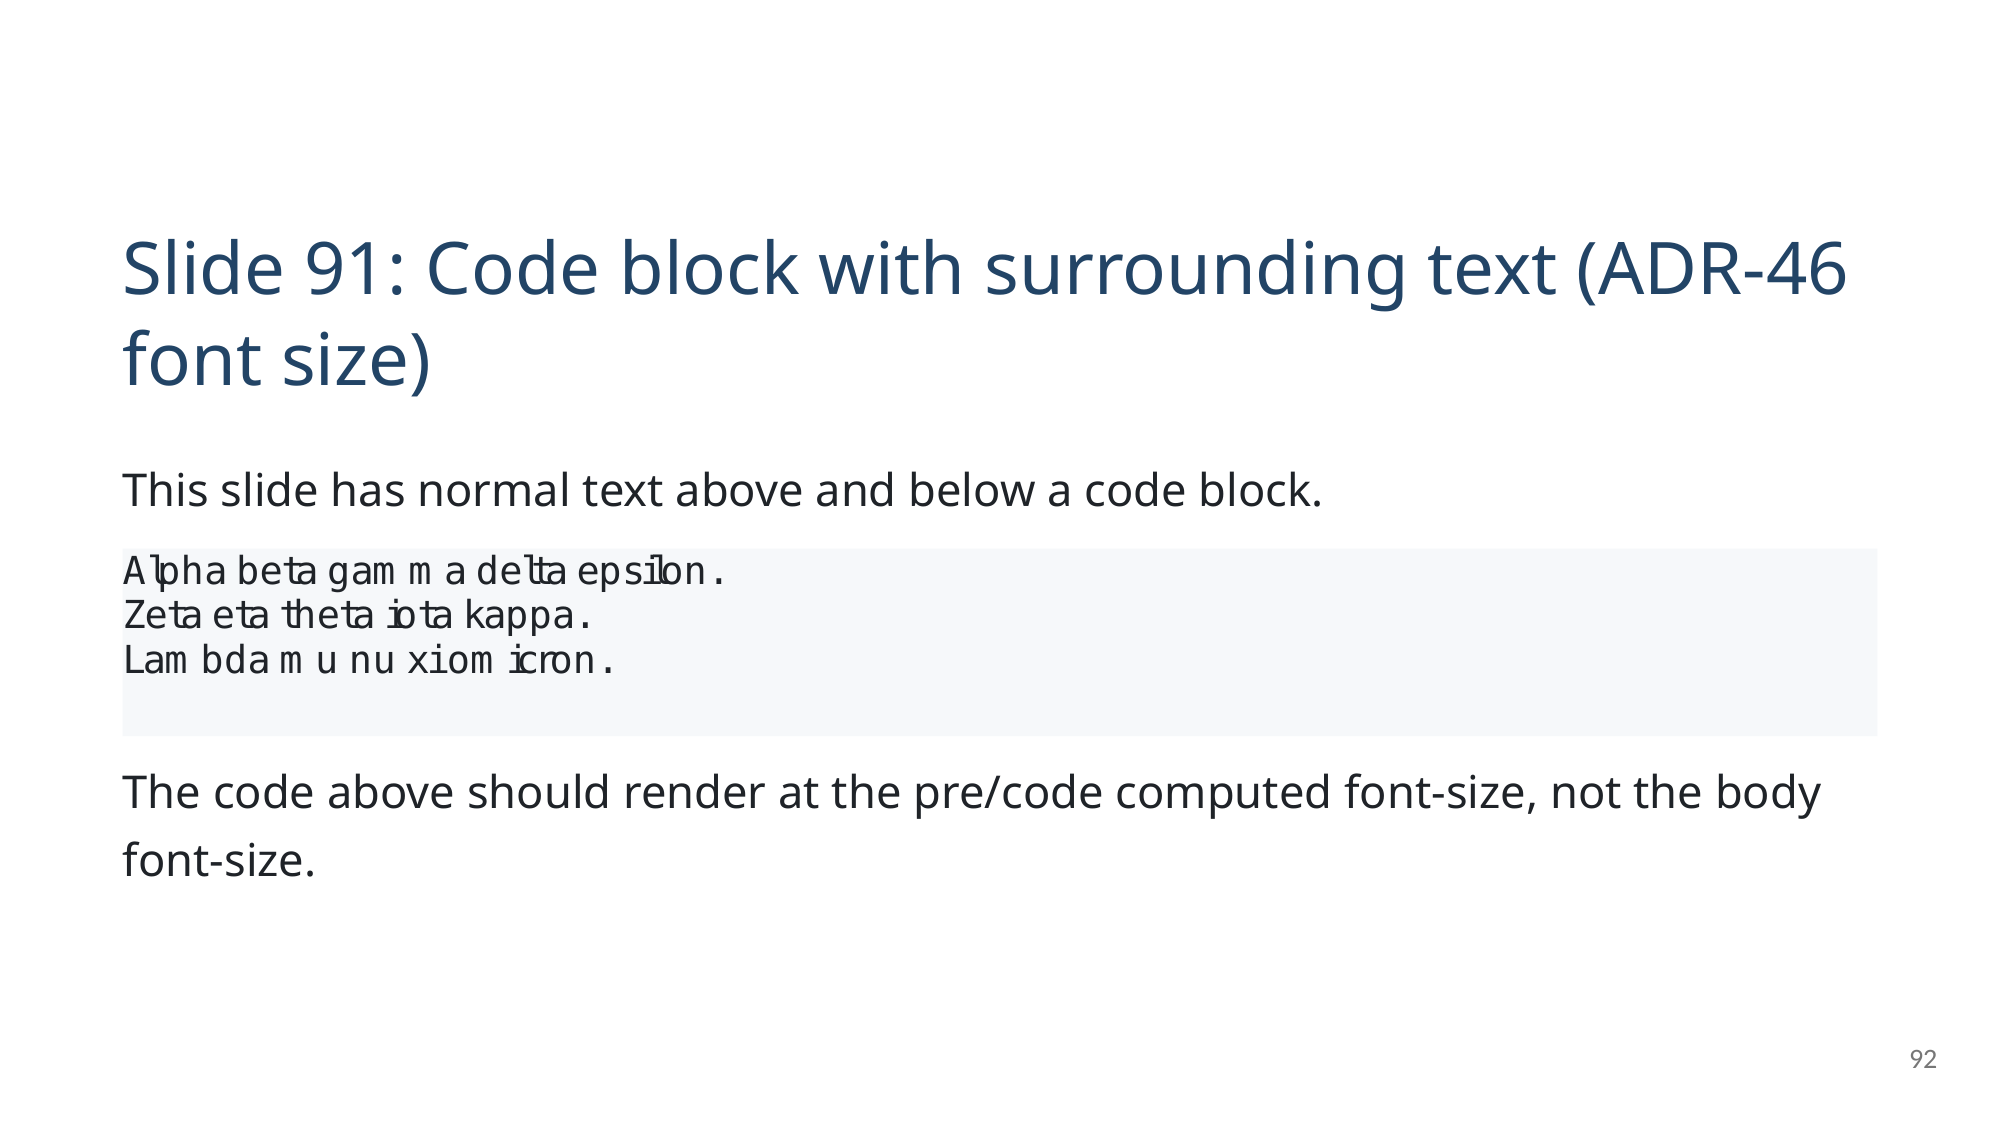 Slide 91: Code block with surrounding text (ADR-46
font size)
This slide has normal text above and below a code block.
Alpha beta gamma delta epsilon.
Zeta eta theta iota kappa.
Lambda mu nu xi omicron.
The code above should render at the pre/code computed font-size, not the body
font-size.
92